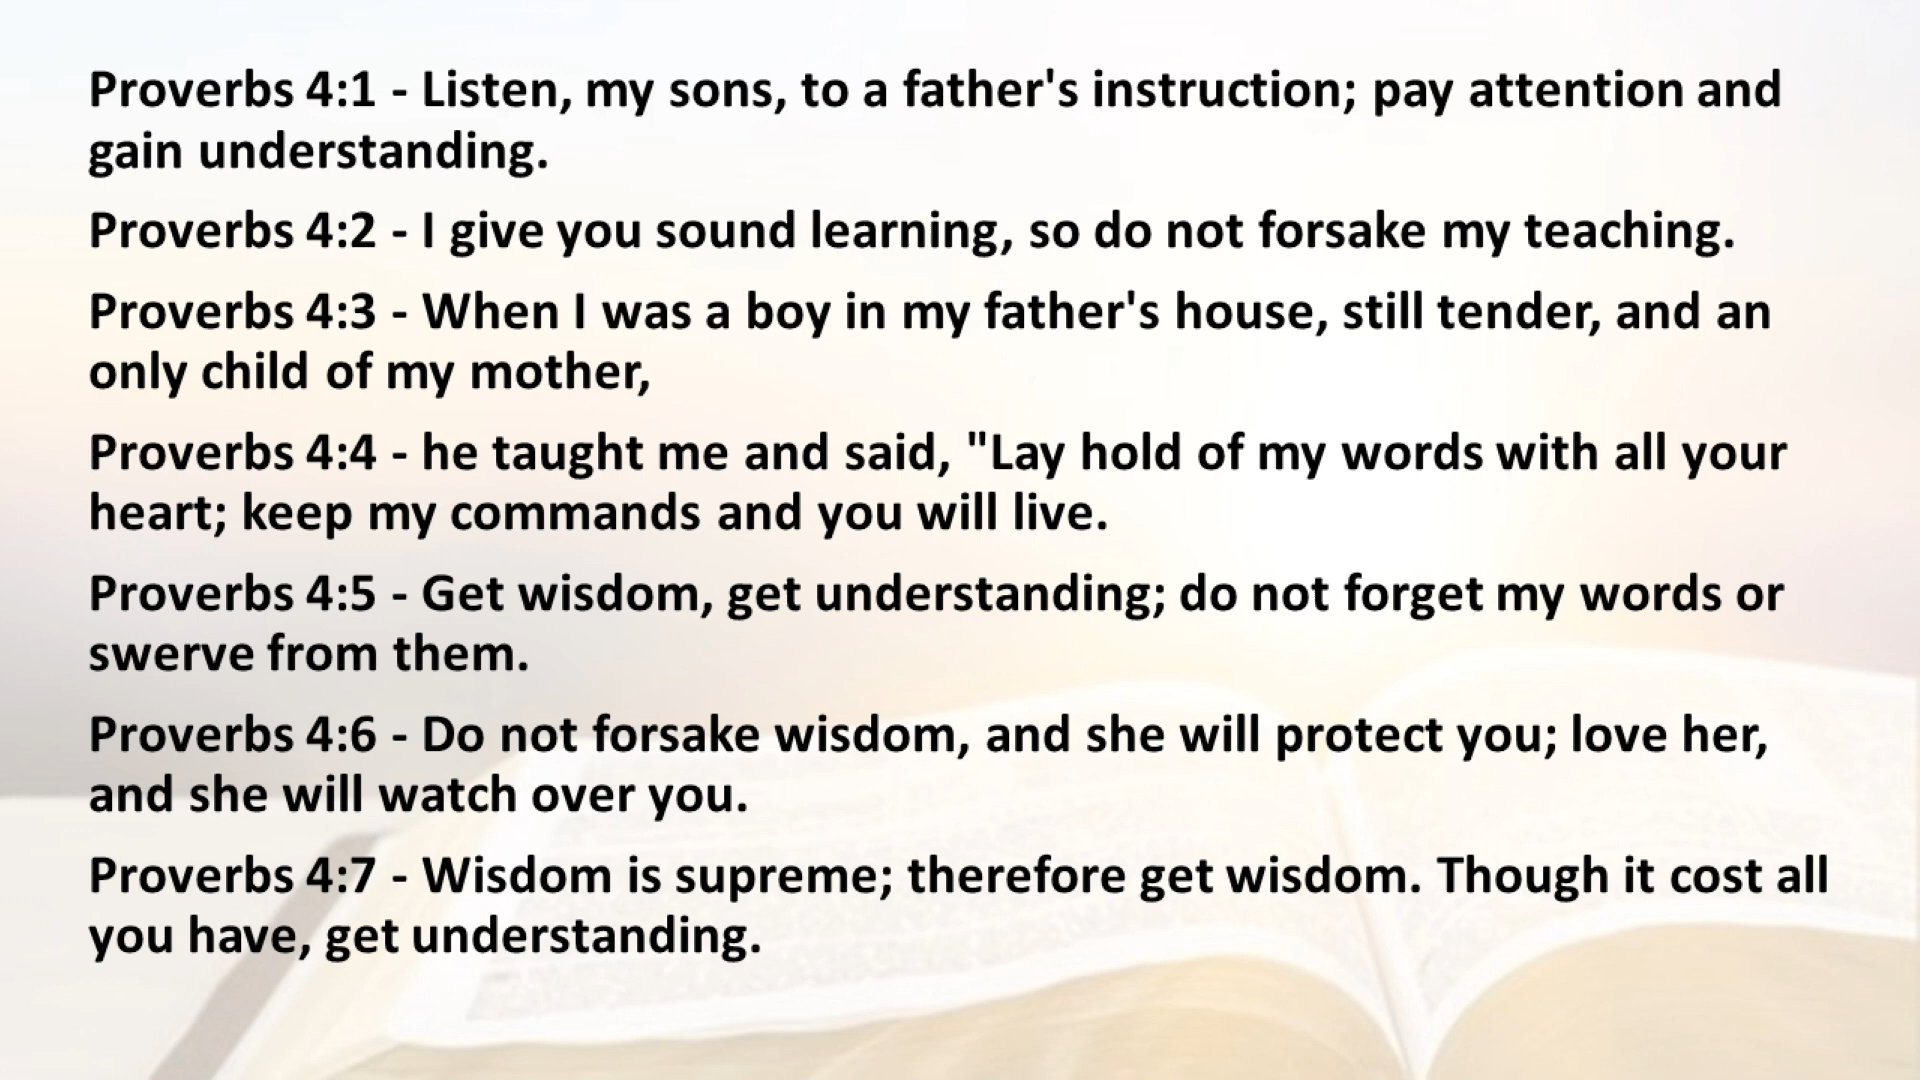 Proverbs 4:1 - Listen, my sons, to a father's instruction; pay attention and
gain understanding.
Proverbs 4:2 - I give you sound learning, so do not forsake my teaching.
Proverbs 4:3 - When I was a boy in my father's house, still tender, and an
only child of my mother,
Proverbs 4:4 - he taught me and said, "Lay hold of my words with all your
heart; keep my commands and you will live.
Proverbs 4:5 - Get wisdom, get understanding; do not forget my words or
swerve from them.
Proverbs 4:6 - Do not forsake wisdom, and she will protect you; love her,
and she will watch over you.
Proverbs 4:7 - Wisdom is supreme; therefore get wisdom. Though it cost all
you have, get understanding.